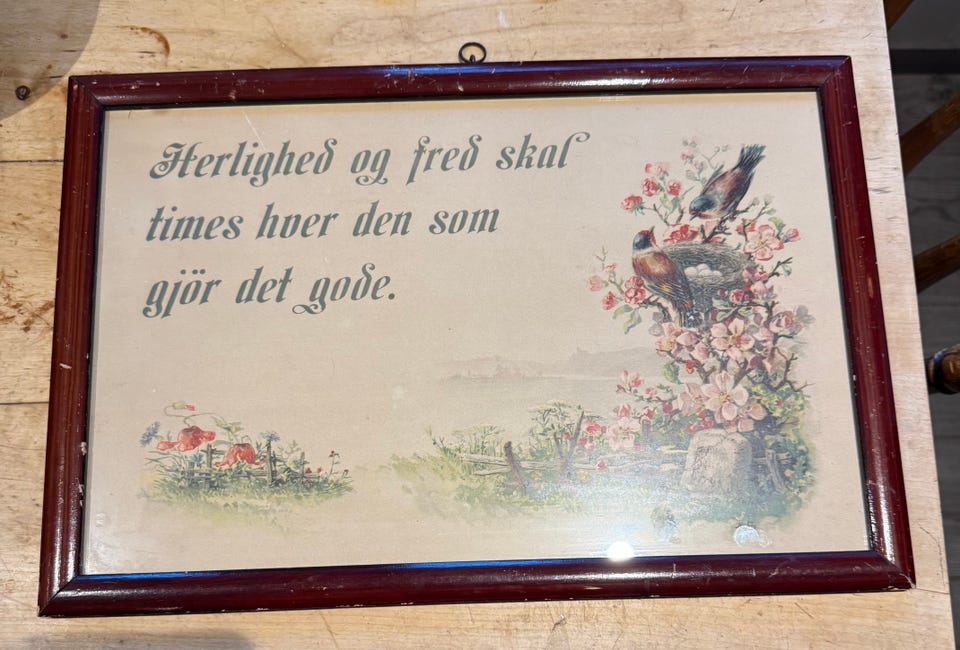 Herlighed og fred skal
times hver den som
gjör det gode.